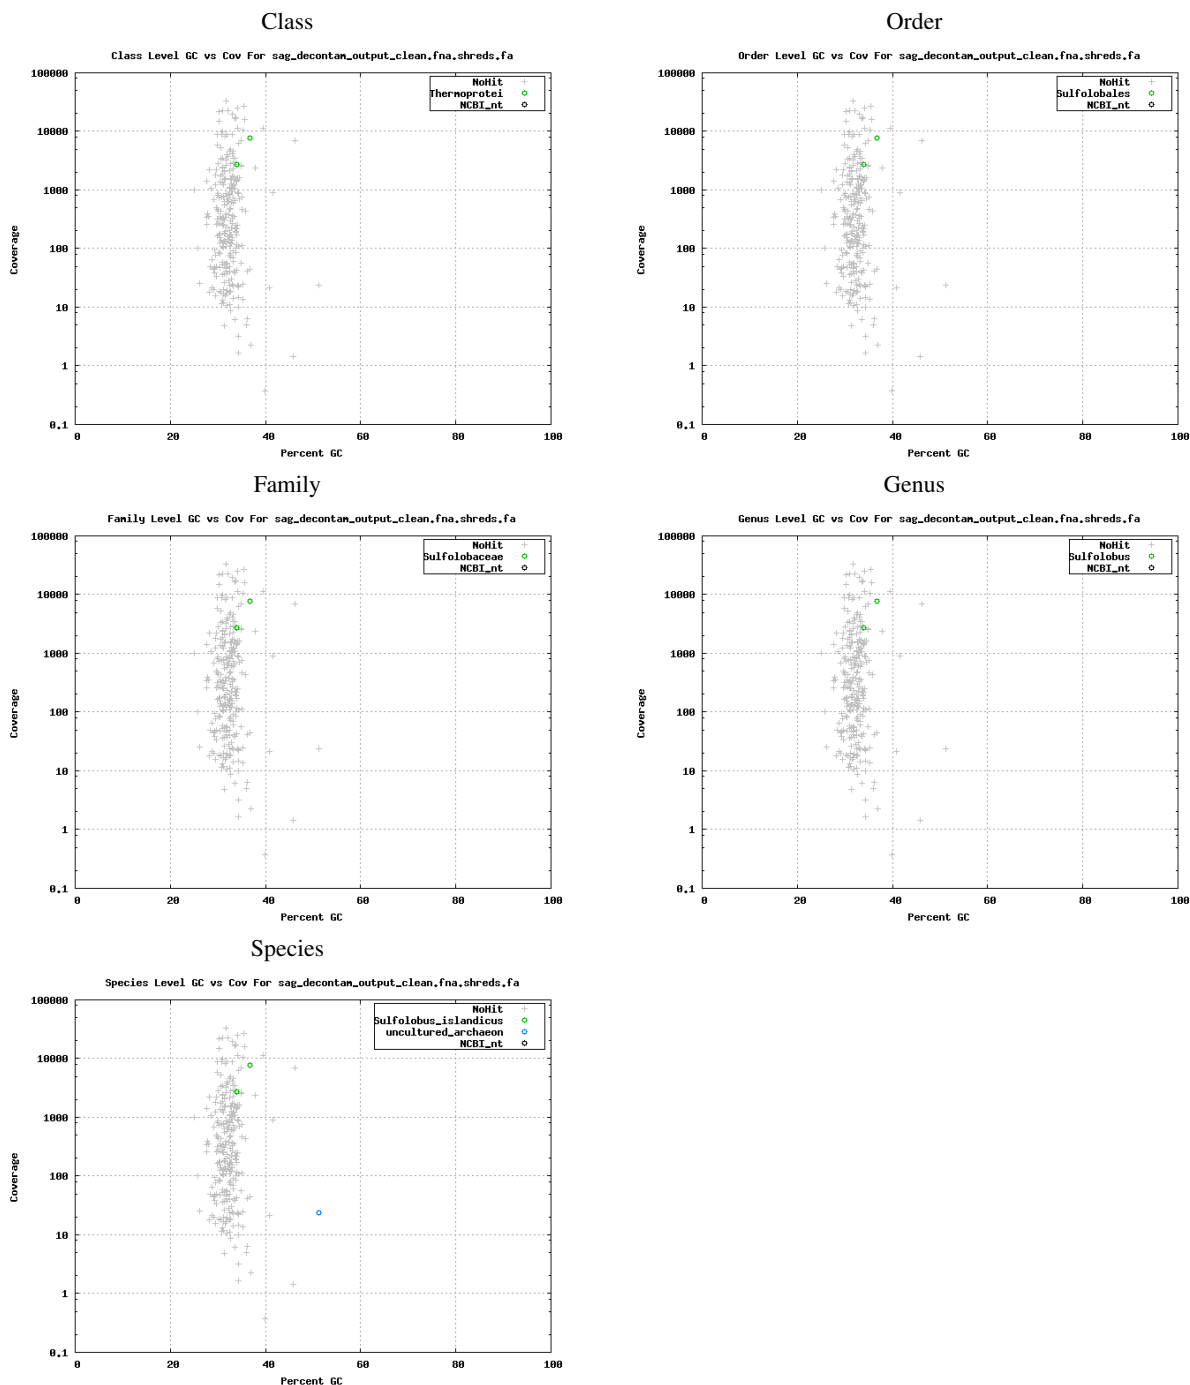 Class
Class Level GC vs Cov For sag_decontam_output_clean.fna.shreds.fa
NoHit
Thermoprotei
NCBI_nt
100000
10000
1000
100
10
1
0.1
Coverage
0
20
40
60
80
100
Percent GC
Order
Order Level GC vs Cov For sag_decontam_output_clean.fna.shreds.fa
NoHit
Sulfolobales
NCBI_nt
100000
10000
1000
100
10
1
0.1
Coverage
0
20
40
60
80
100
Percent GC
Family
Family Level GC vs Cov For sag_decontam_output_clean.fna.shreds.fa
NoHit
Sulfolobaceae
NCBI_nt
100000
10000
1000
100
10
1
0.1
Coverage
0
20
40
60
80
100
Percent GC
Genus
Genus Level GC vs Cov For sag_decontam_output_clean.fna.shreds.fa
NoHit
Sulfolobus
NCBI_nt
100000
10000
1000
100
10
1
0.1
Coverage
0
20
40
60
80
100
Percent GC
Species
Species Level GC vs Cov For sag_decontam_output_clean.fna.shreds.fa
NoHit
Sulfolobus_islandicus
uncultured_archaeon
NCBI_nt
100000
10000
1000
100
10
1
0.1
Coverage
0
20
40
60
80
100
Percent GC